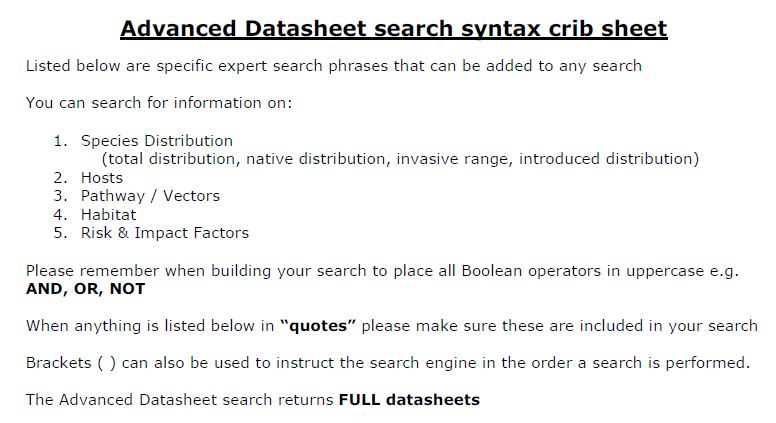 Advanced Datasheet search syntax crib sheet
Listed below are specific expert search phrases that can be added to any search
You can search for information on:
1. Species Distribution
(total distribution, native distribution, invasive range, introduced distribution)
2. Hosts
3. Pathway / Vectors
4. Habitat
5. Risk & Impact Factors
Please remember when building your search to place all Boolean operators in uppercase e.g.
AND, OR, NOT
When anything is listed below in “quotes” please make sure these are included in your search
Brackets ( ) can also be used to instruct the search engine in the order a search is performed.
The Advanced Datasheet search returns FULL datasheets